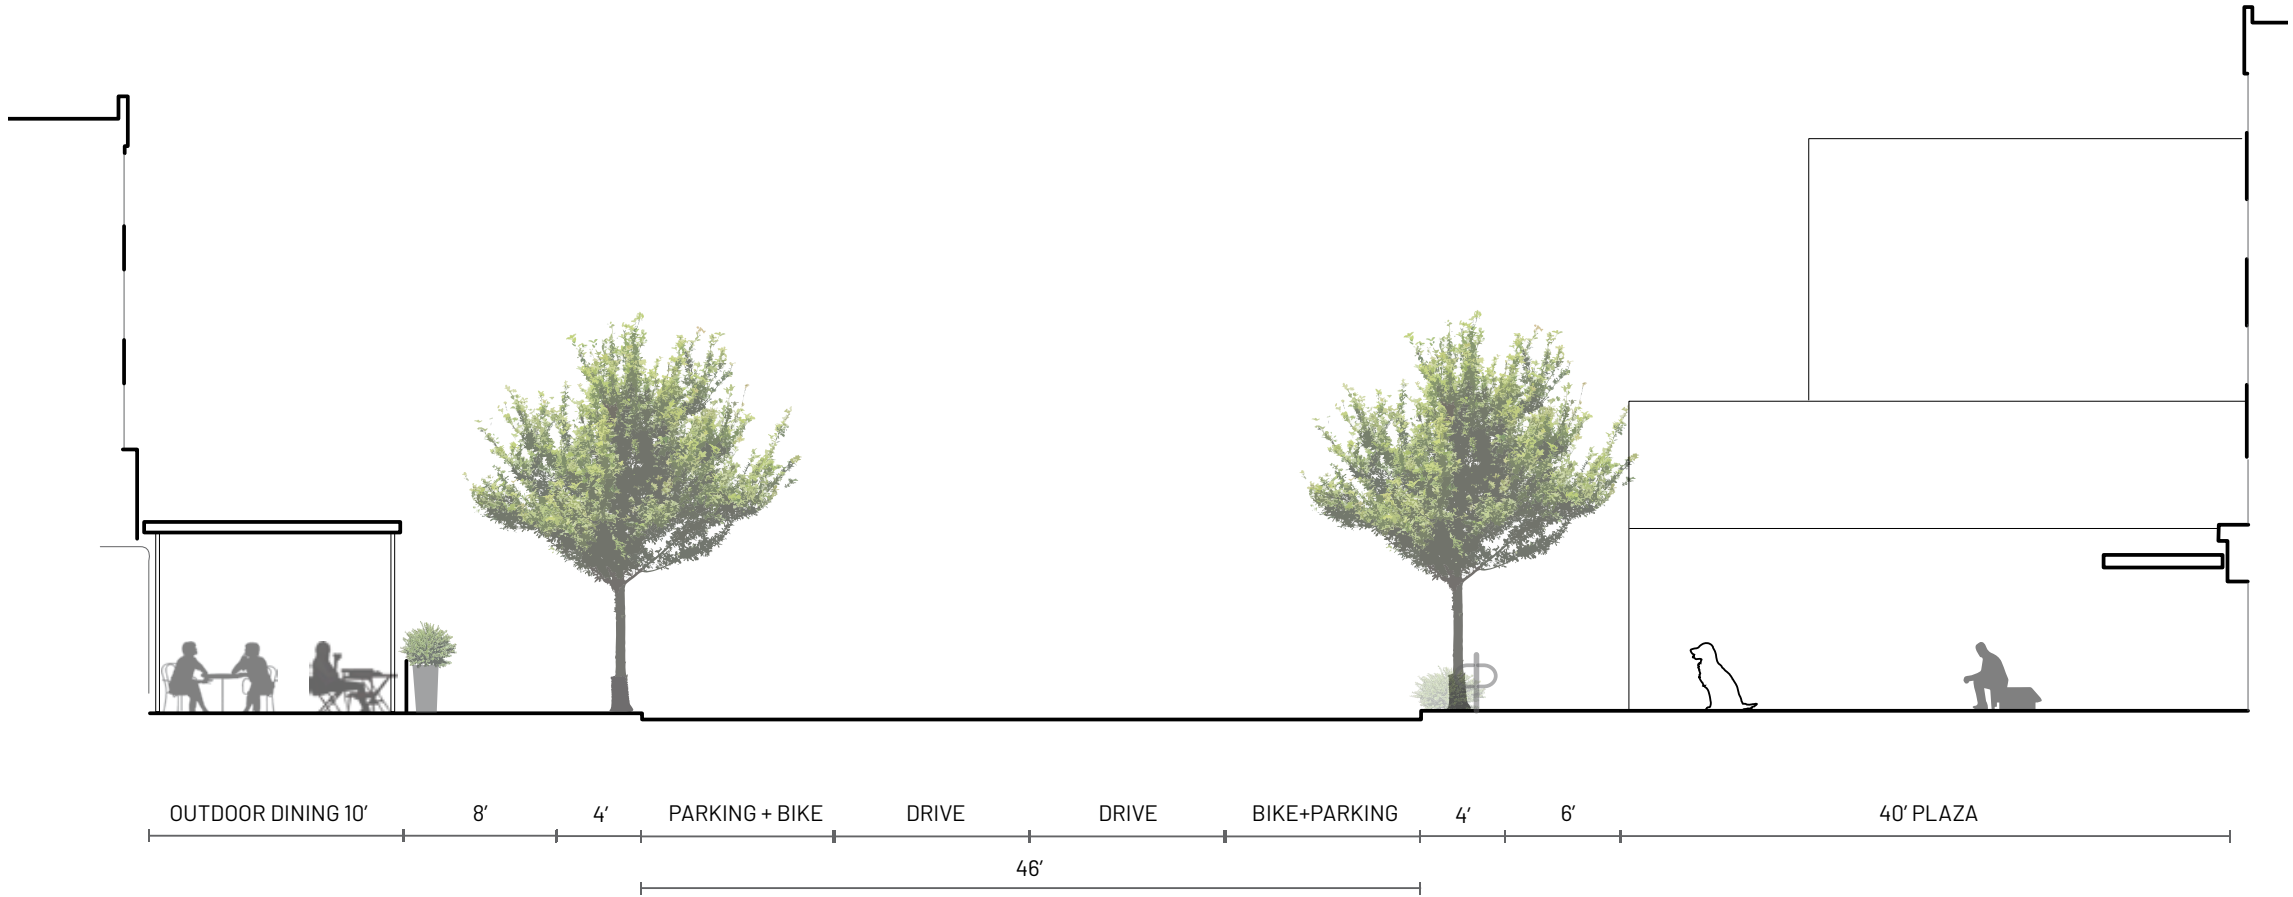 OUTDOOR DINING 10’ 8’ 4’ PARKING + BIKE DRIVE DRIVE BIKE+PARKING 4’ 6’ 40’ PLAZA
46’